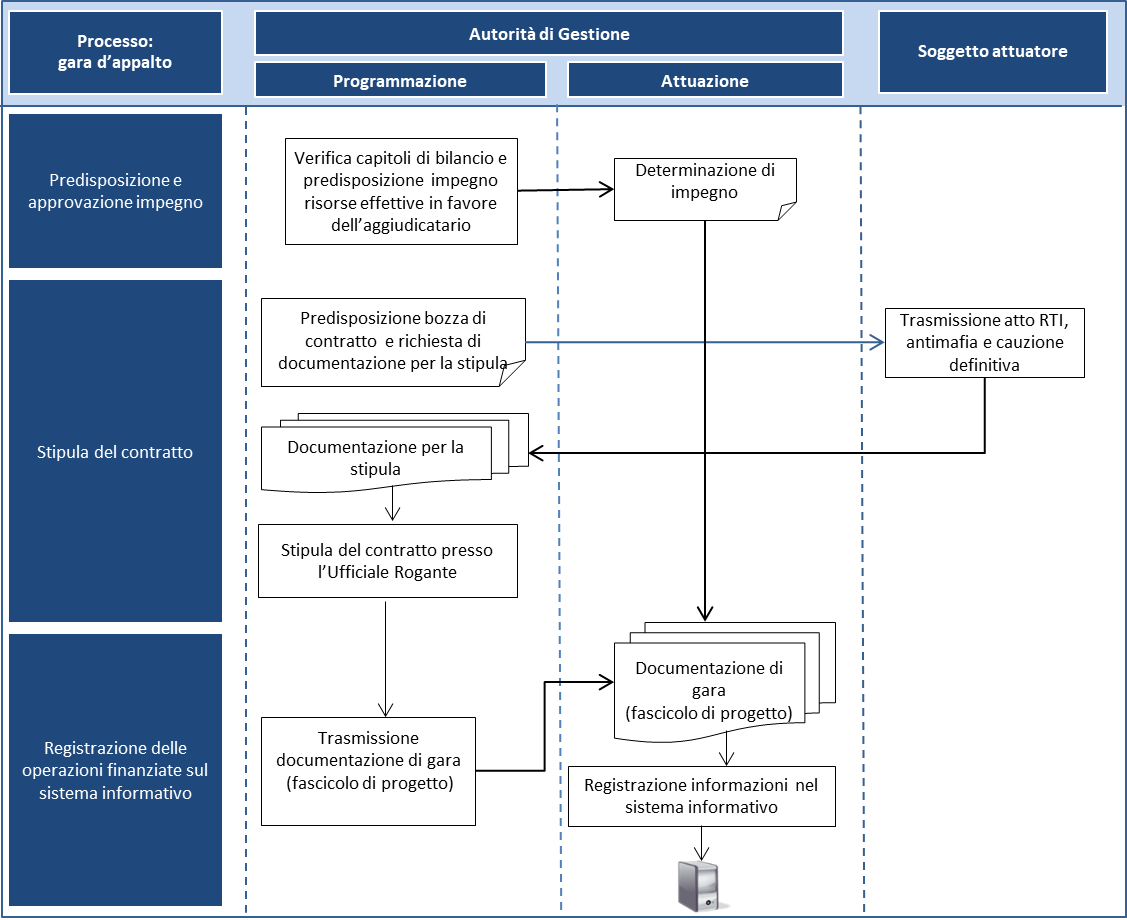 Processo:
gara d'appalto
Autorità di Gestione
Programmazione
Attuazione
Soggetto attuatore
Predisposizione e
approvazione impegno
Verifica capitoli di bilancio e
predisposizione impegno
risorse effettive in favore
dell'aggiudicatario
Determinazione di
impegno
Stipula del contratto
Predisposizione bozza di
contratto e richiesta di
documentazione per la stipula
Trasmissione atto RTI,
antimafia e cauzione
definitiva
Documentazione per la
stipula
Stipula del contratto presso
l'Ufficiale Rogante
Registrazione delle
operazioni finanziate sul
sistema informativo
Trasmissione
documentazione di gara
(fascicolo di progetto)
Documentazione di
gara
(fascicolo di progetto)
Registrazione informazioni nel
sistema informativo